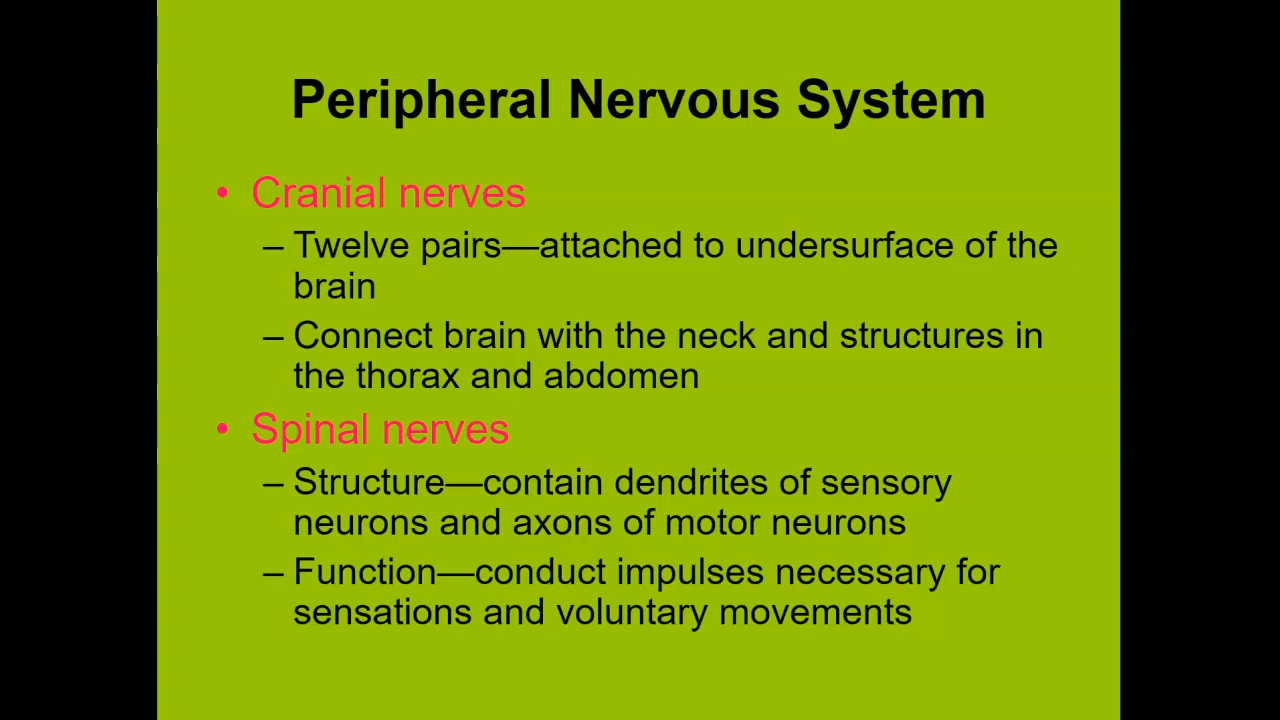 Peripheral Nervous System
• Cranial nerves
– Twelve pairs—attached to undersurface of the
brain
– Connect brain with the neck and structures in
the thorax and abdomen
• Spinal nerves
– Structure—contain dendrites of sensory
neurons and axons of motor neurons
– Function—conduct impulses necessary for
sensations and voluntary movements